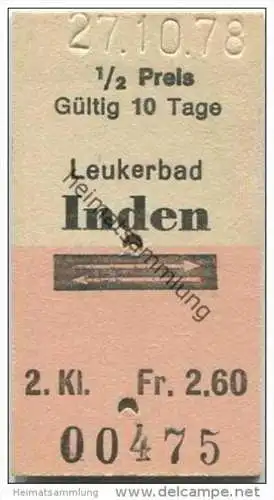 27.10.78
1/2 Preis
Gültig 10 Tage
Leukerbad
Inden
Heimatsammlung
2. Kl. Fr. 2.60
00475
Heimatsammlung.com @ delcampe.net